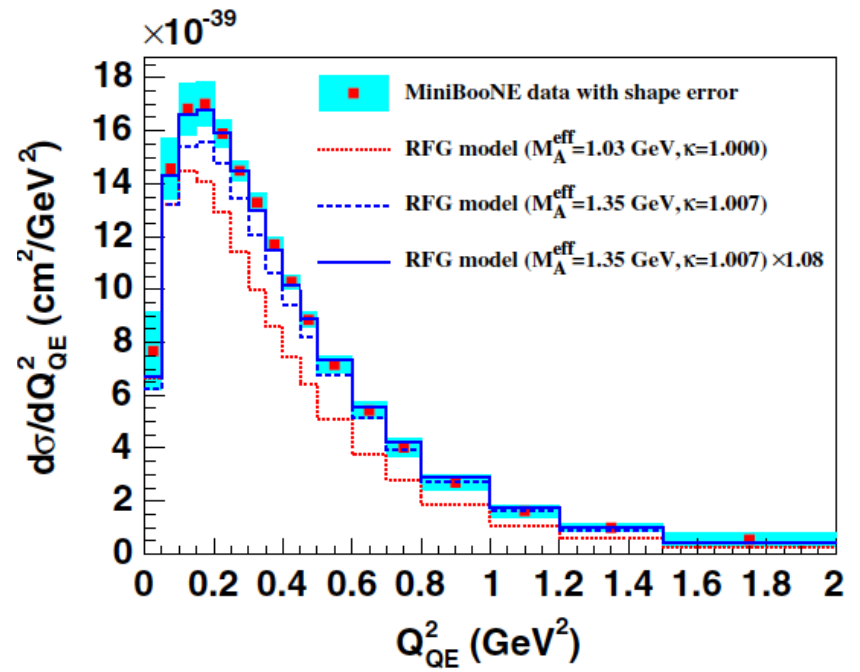 ×10⁻³⁹
18
16
14
12
10
8
6
4
2
0
dσ/dQ²_QE (cm²/GeV²)
MiniBooNE data with shape error
RFG model (M_A^eff=1.03 GeV,κ=1.000)
RFG model (M_A^eff=1.35 GeV,κ=1.007)
RFG model (M_A^eff=1.35 GeV,κ=1.007) ×1.08
0 0.2 0.4 0.6 0.8 1 1.2 1.4 1.6 1.8 2
Q²_QE (GeV²)